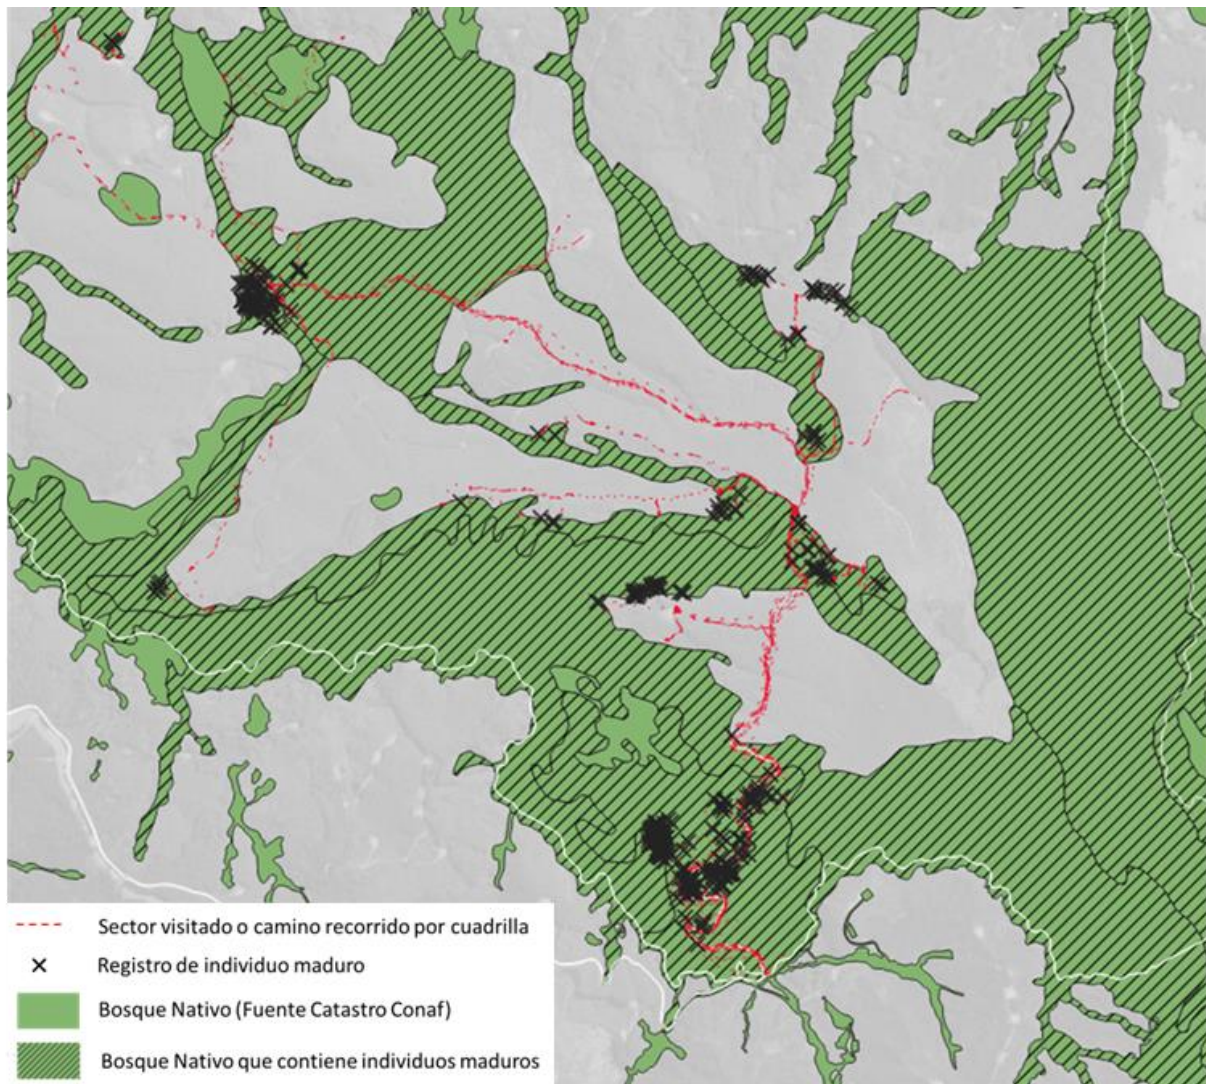 Sector visitado o camino recorrido por cuadrilla
Registro de individuo maduro
Bosque Nativo (Fuente Catastro Conaf)
Bosque Nativo que contiene individuos maduros